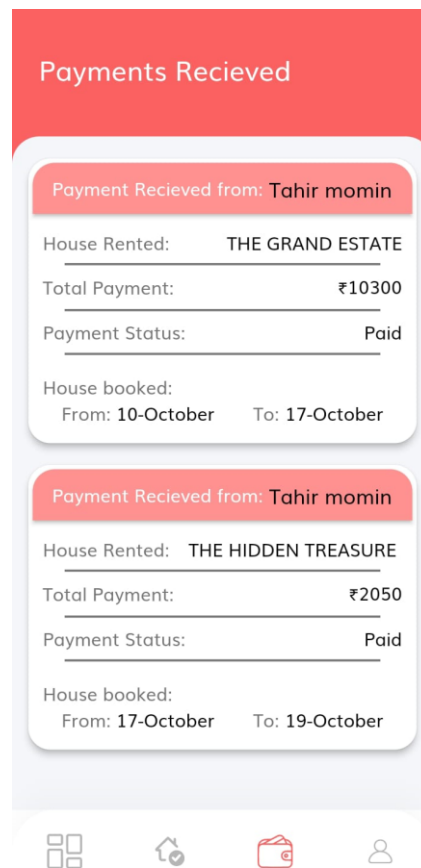 Payments Recieved
Payment Recieved from: Tahir momin
House Rented: THE GRAND ESTATE
Total Payment: ₹10300
Payment Status: Paid
House booked:
From: 10-October To: 17-October
Payment Recieved from: Tahir momin
House Rented: THE HIDDEN TREASURE
Total Payment: ₹2050
Payment Status: Paid
House booked:
From: 17-October To: 19-October